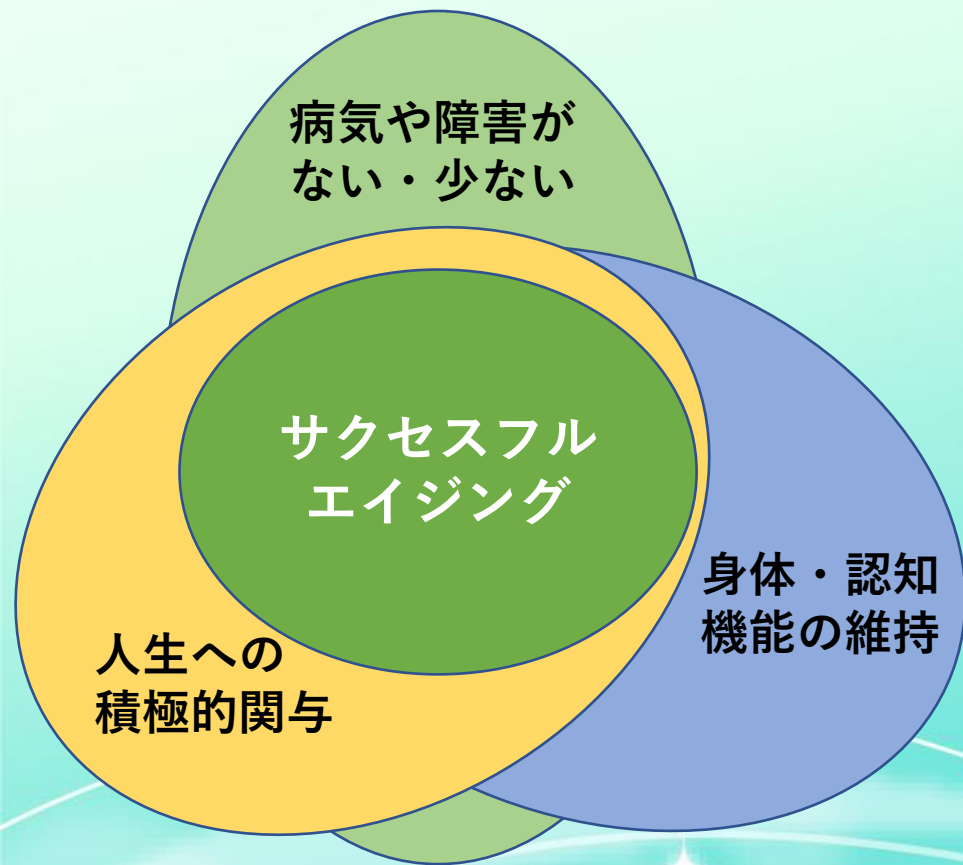 病気や障害が
ない・少ない
サクセスフル
エイジング
身体・認知
機能の維持
人生への
積極的関与